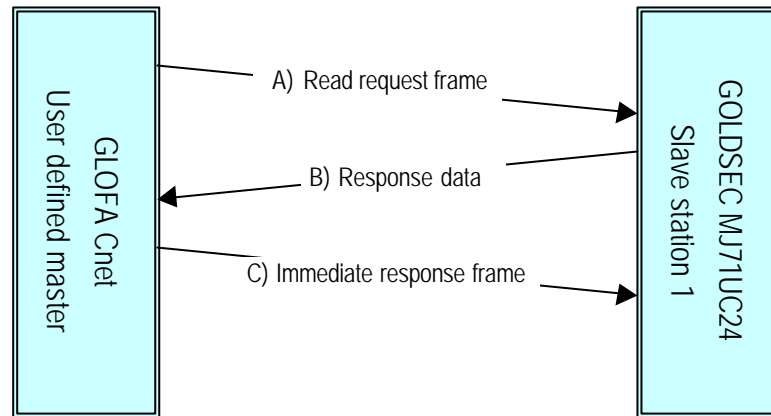 GLOFA Cnet
User defined master
A) Read request frame
B) Response data
C) Immediate response frame
GOLDSEC MJ71UC24
Slave station 1